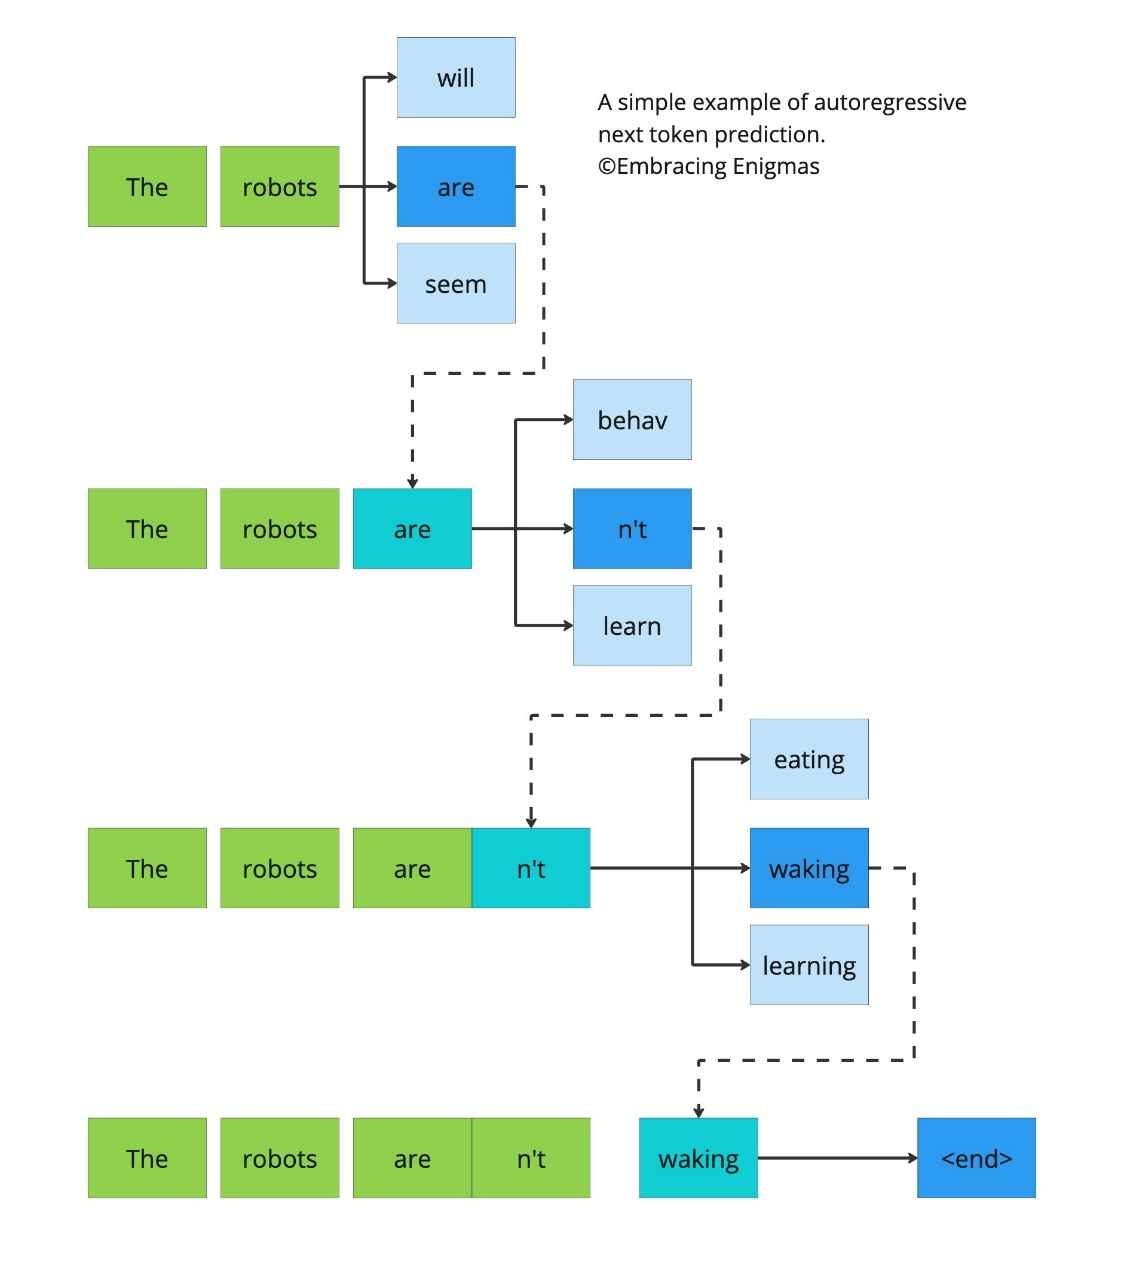 will
A simple example of autoregressive
next token prediction.
©Embracing Enigmas
The robots are
seem
behav
The robots are n't
learn
eating
The robots are n't waking
learning
The robots are n't waking <end>